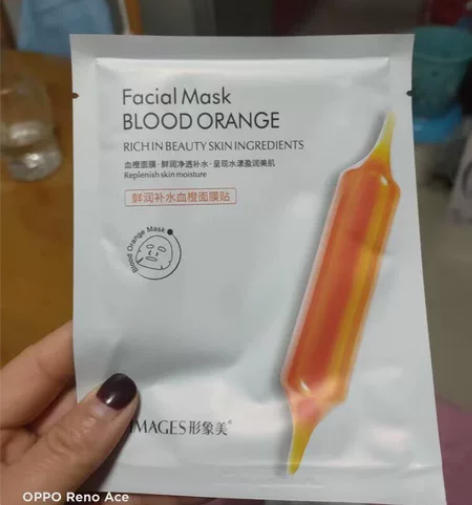 Facial Mask
BLOOD ORANGE
RICH IN BEAUTY SKIN INGREDIENTS
血橙面膜·鲜润净透补水·呈现水漾盈润美肌
Replenish skin moisture
鲜润补水血橙面膜贴
Blood Orange Mask
IMAGES形象美®
OPPO Reno Ace